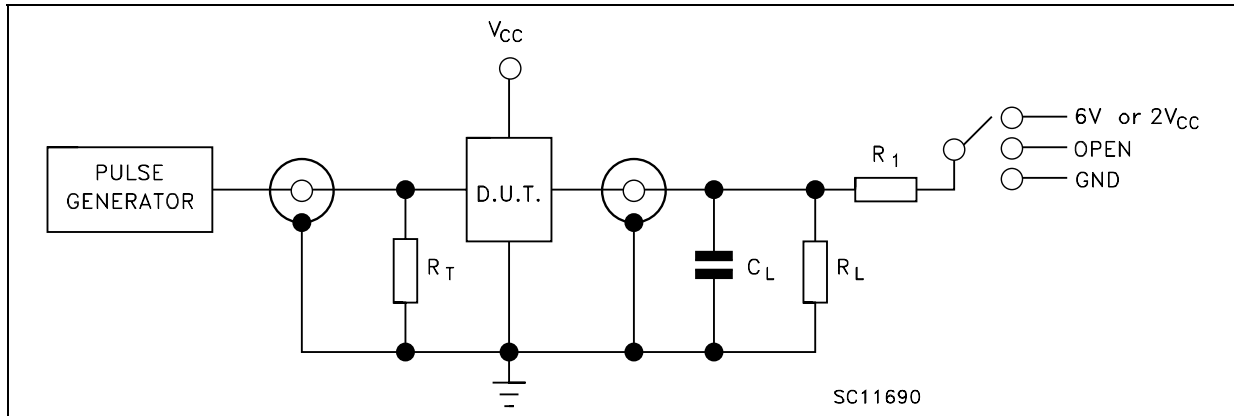 VCC
PULSE
GENERATOR
RT
D.U.T.
CL
RL
R1
6V or 2VCC
OPEN
GND
SC11690